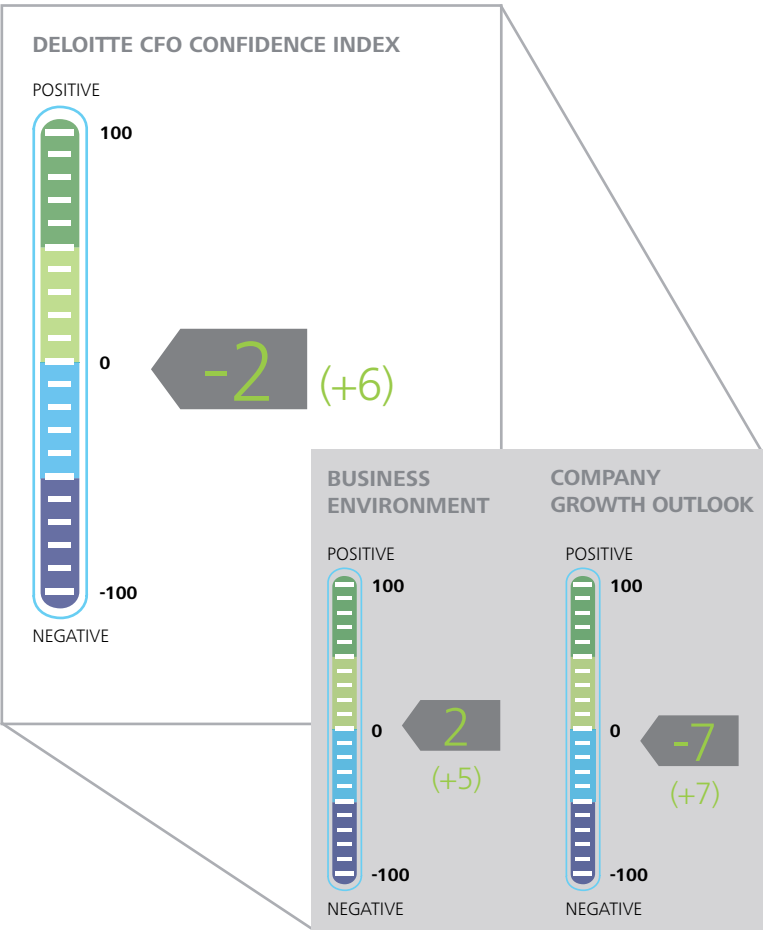 DELOITTE CFO CONFIDENCE INDEX
POSITIVE
100
0
-2
(+6)
-100
NEGATIVE
BUSINESS
ENVIRONMENT
POSITIVE
100
0
2
(+5)
-100
NEGATIVE
COMPANY
GROWTH OUTLOOK
POSITIVE
100
0
-7
(+7)
-100
NEGATIVE